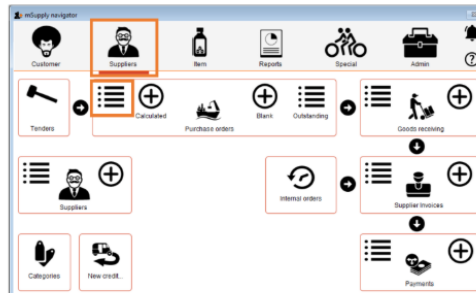 mSupply navigator
Customer
Suppliers
Item
Reports
Special
Admin
Tenders
Calculated
Purchase orders
Blank
Outstanding
Goods receiving
Suppliers
Internal orders
Supplier Invoices
Categories
New credit...
Payments